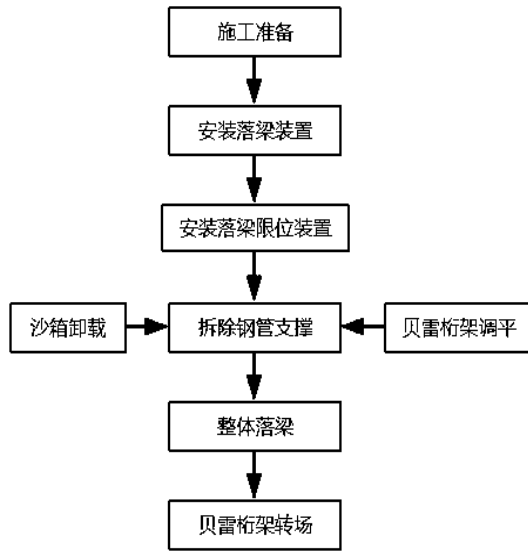 施工准备
安装落梁装置
安装落梁限位装置
沙箱卸载
拆除钢管支撑
贝雷桁架调平
整体落梁
贝雷桁架转场